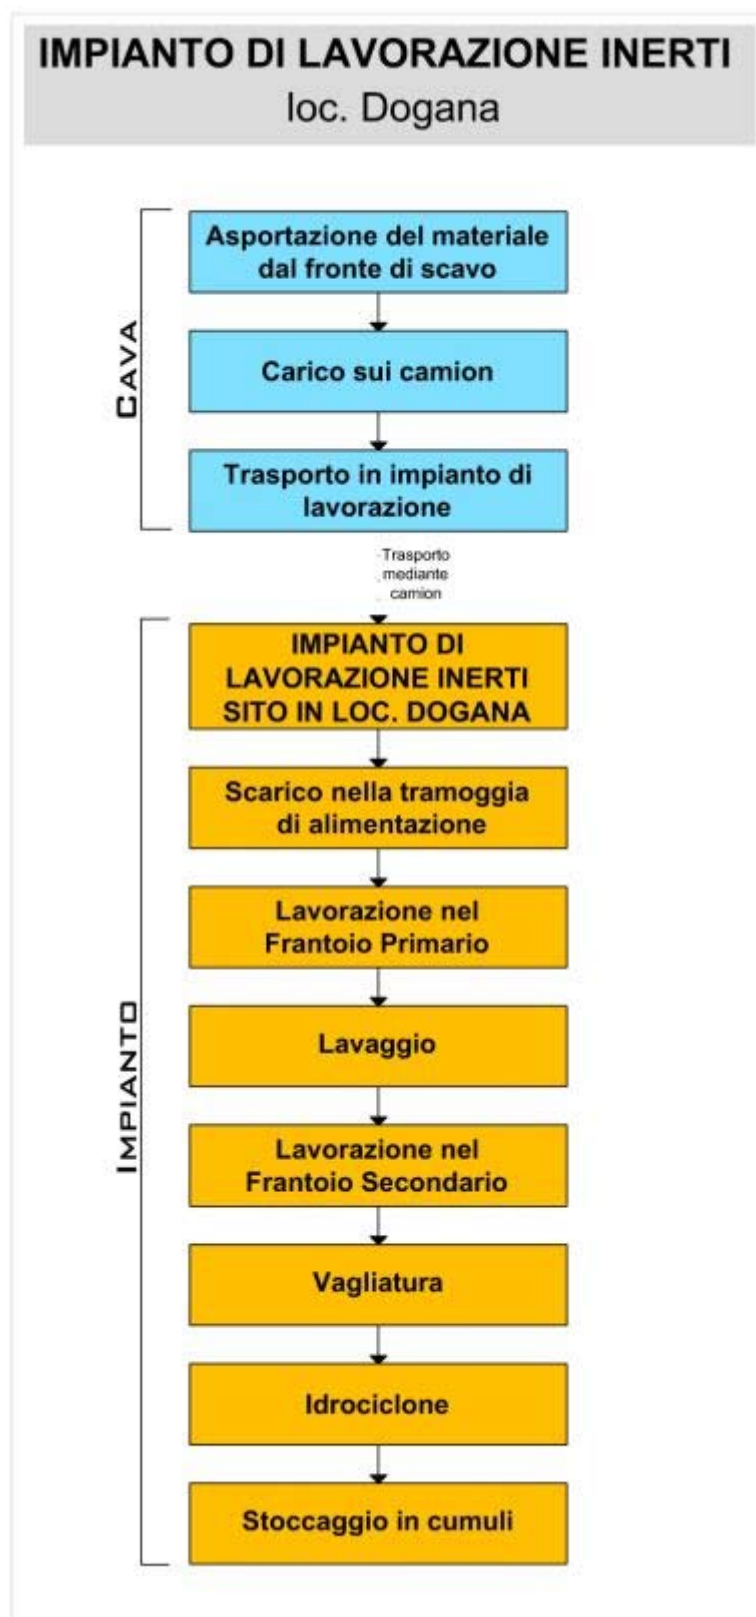 IMPIANTO DI LAVORAZIONE INERTI
loc. Dogana
CAVA
Asportazione del materiale
dal fronte di scavo
Carico sui camion
Trasporto in impianto di
lavorazione
Trasporto
mediante
camion
IMPIANTO
IMPIANTO DI
LAVORAZIONE INERTI
SITO IN LOC. DOGANA
Scarico nella tramoggia
di alimentazione
Lavorazione nel
Frantoio Primario
Lavaggio
Lavorazione nel
Frantoio Secondario
Vagliatura
Idrociclone
Stoccaggio in cumuli